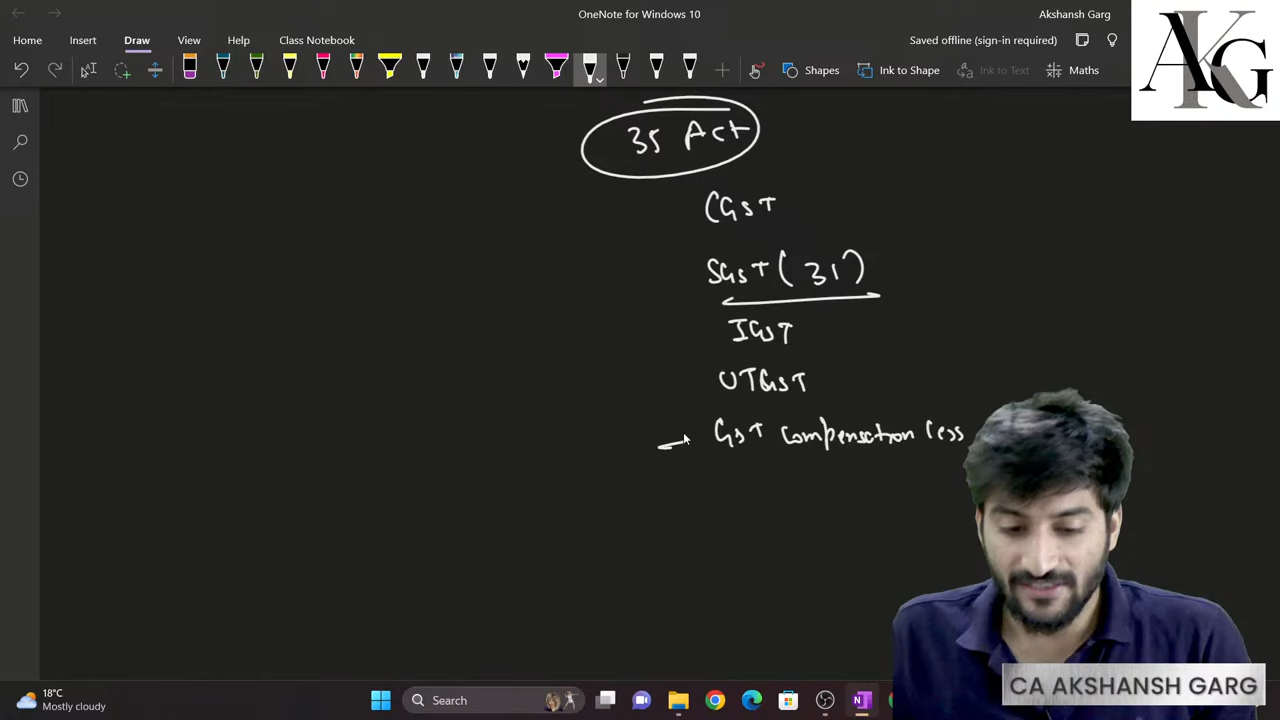 OneNote for Windows 10
Akshansh Garg
Home Insert Draw View Help Class Notebook
Saved offline (sign-in required)
Shapes Ink to Shape Ink to Text Maths
AKG
35 Act
CGST
SGST (31)
IGST
UTGST
GST Compensation Cess
CA AKSHANSH GARG
18°C
Mostly cloudy
Search